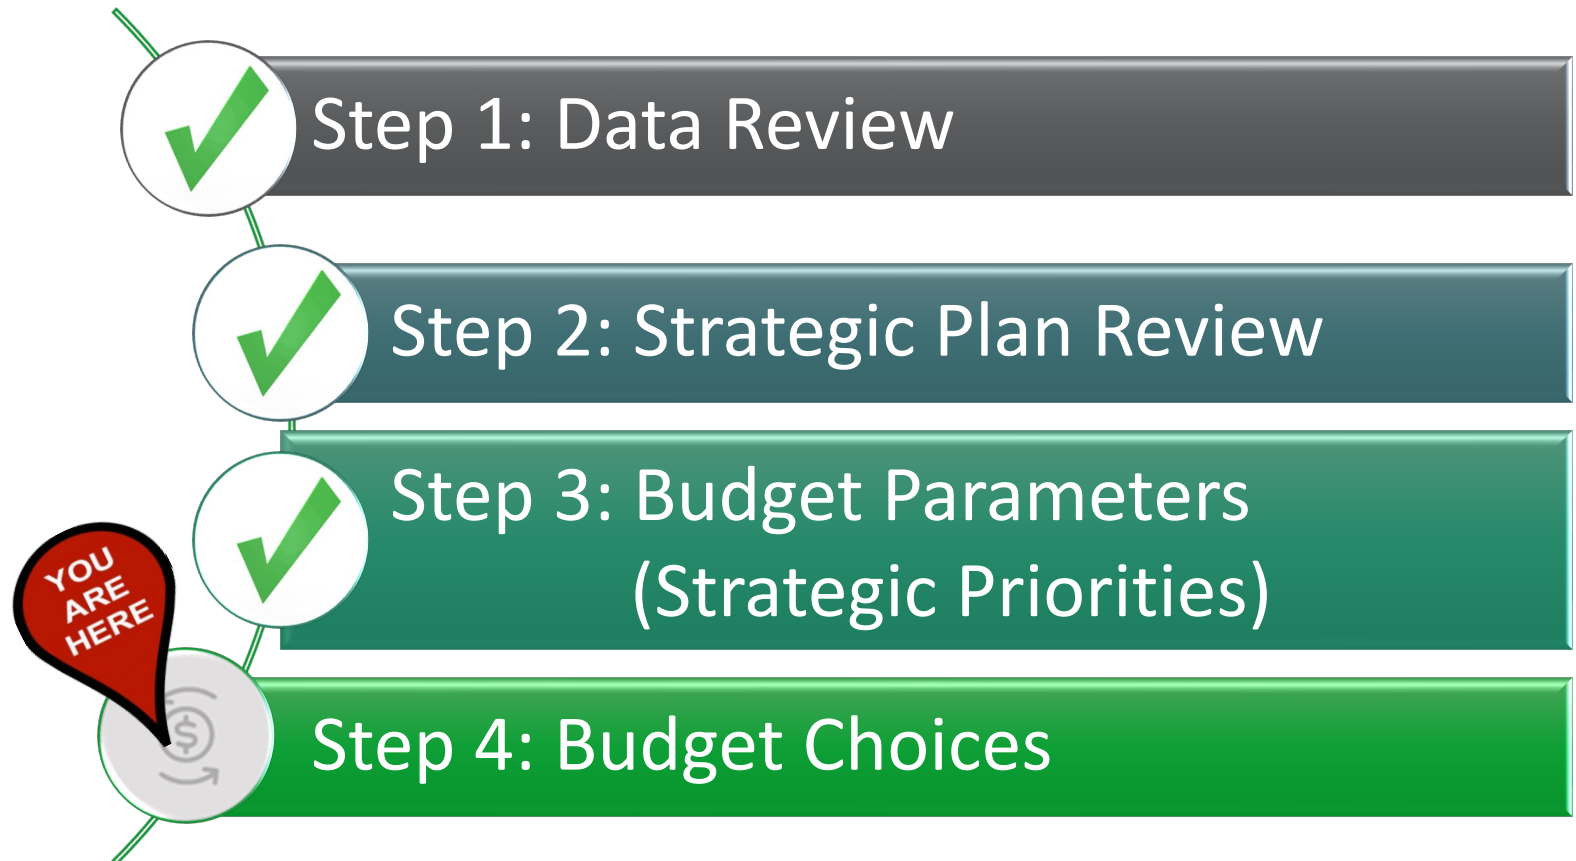 Step 1: Data Review
Step 2: Strategic Plan Review
Step 3: Budget Parameters
(Strategic Priorities)
YOU
ARE
HERE
$
Step 4: Budget Choices